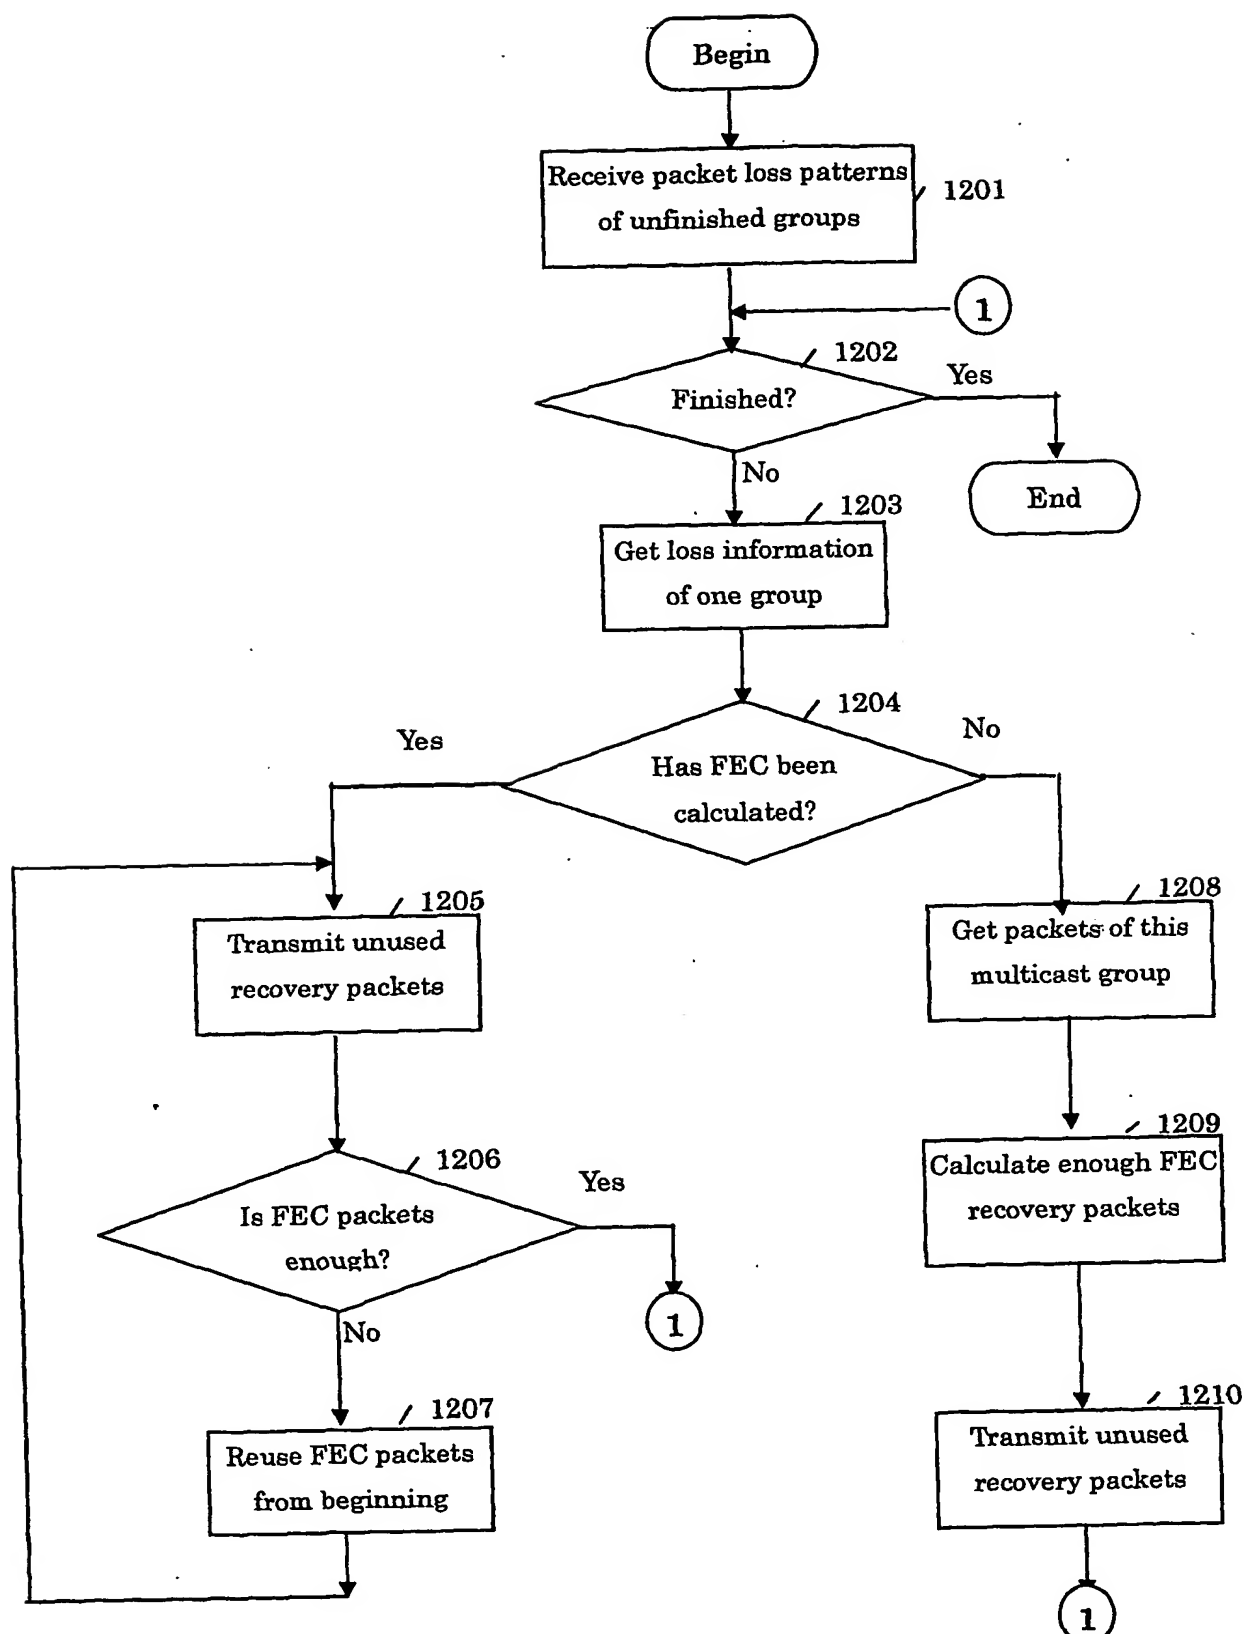 Begin
Receive packet loss patterns
of unfinished groups
1201
1
1202
Finished?
Yes
No
End
1203
Get loss information
of one group
1204
Yes
No
Has FEC been
calculated?
1205
Transmit unused
recovery packets
1208
Get packets of this
multicast group
1206
Is FEC packets
enough?
Yes
1
No
1209
Calculate enough FEC
recovery packets
1207
Reuse FEC packets
from beginning
1210
Transmit unused
recovery packets
1